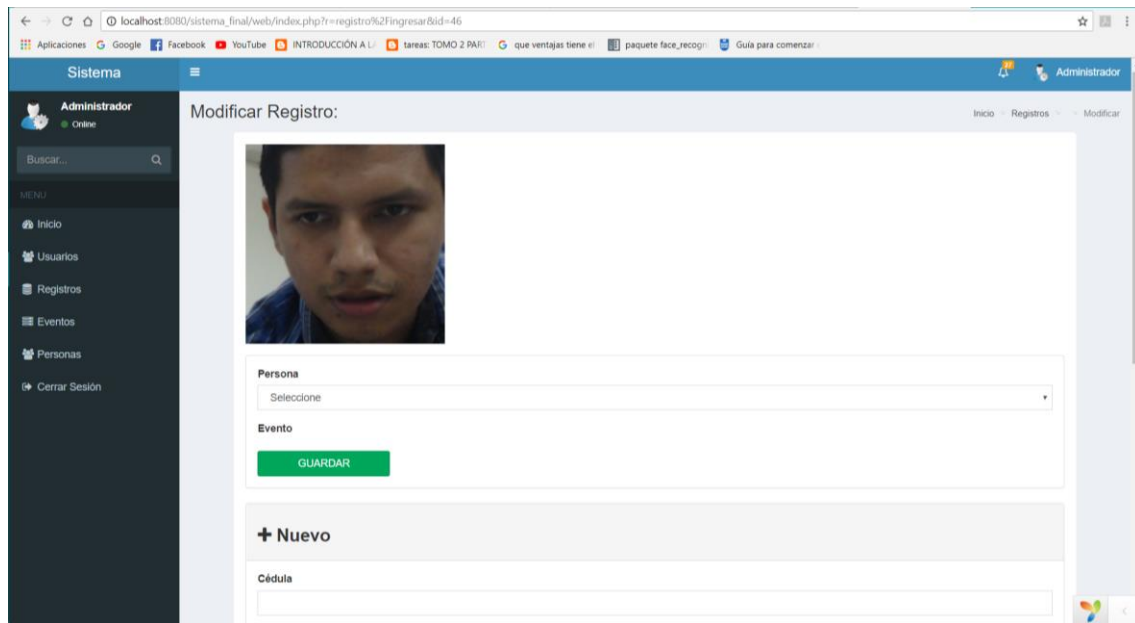 localhost:8080/sistema_final/web/index.php?r=registro%2Fingresar&id=46
Aplicaciones Google Facebook YouTube INTRODUCCIÓN A L tareas: TOMO 2 PART que ventajas tiene el paquete face_recogn Guía para comenzar
Sistema 27 Administrador
Administrador
Online
Modificar Registro:
Inicio Registros Modificar
Buscar...
MENU
Inicio
Usuarios
Registros
Eventos
Personas
Cerrar Sesión
Persona
Seleccione
Evento
GUARDAR
+ Nuevo
Cédula